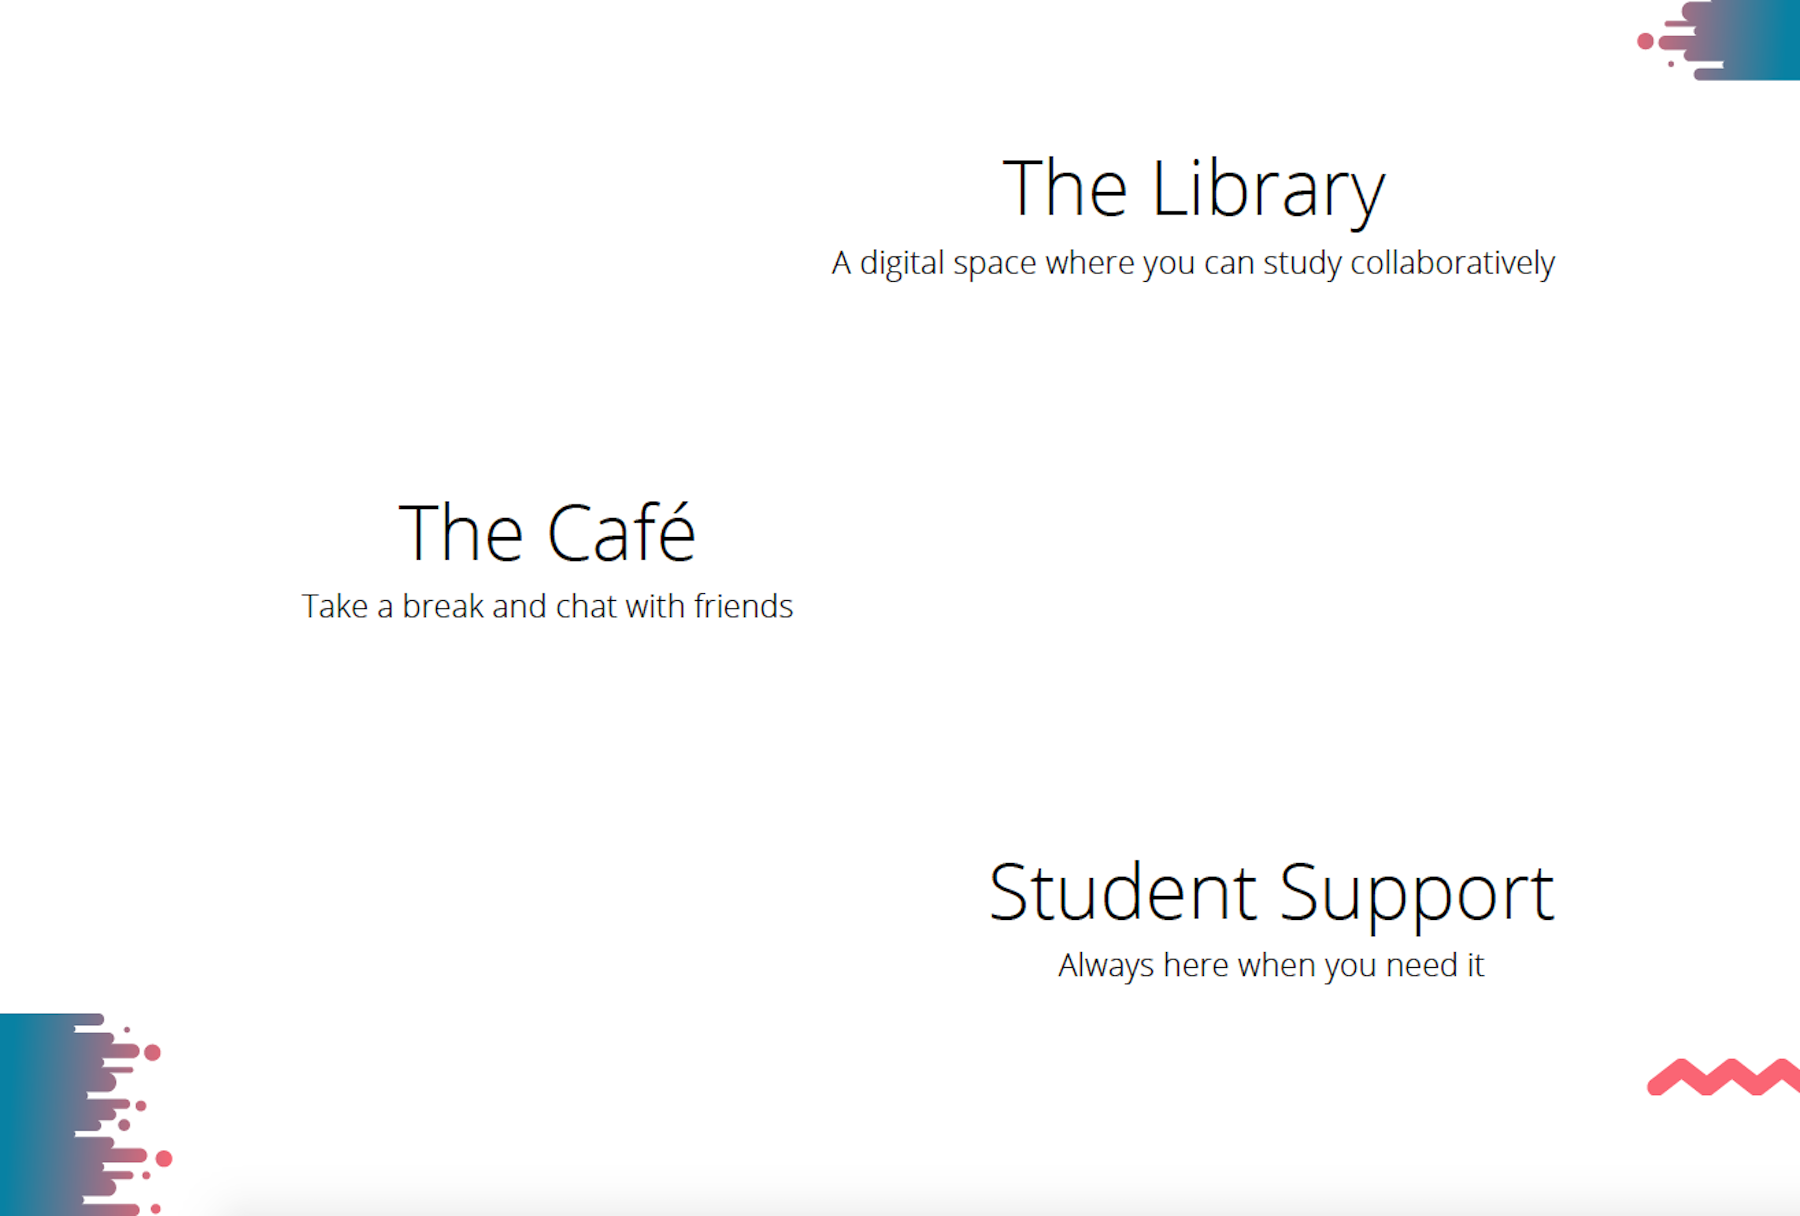 The Library
A digital space where you can study collaboratively
The Café
Take a break and chat with friends
Student Support
Always here when you need it